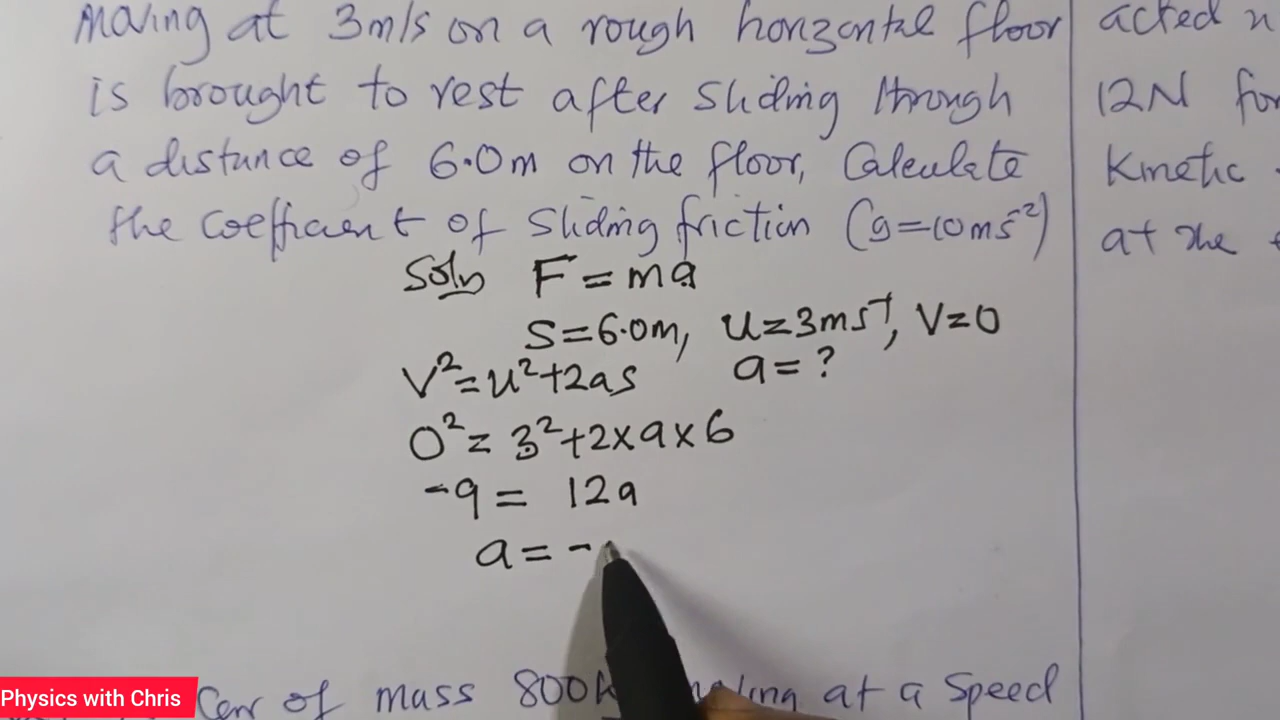 moving at 3m/s on a rough horizontal floor
is brought to rest after sliding through
a distance of 6.0m on the floor, Calculate
the coefficient of sliding friction (g=10ms⁻²)
Soln F = ma
S=6.0m, u=3ms⁻¹, V=0
V²=u²+2as a=?
0²= 3²+2×a×6
-9 = 12a
a = -
Car of mass 800k at a speed
acted
12N for
Kinetic
at the
Physics with Chris